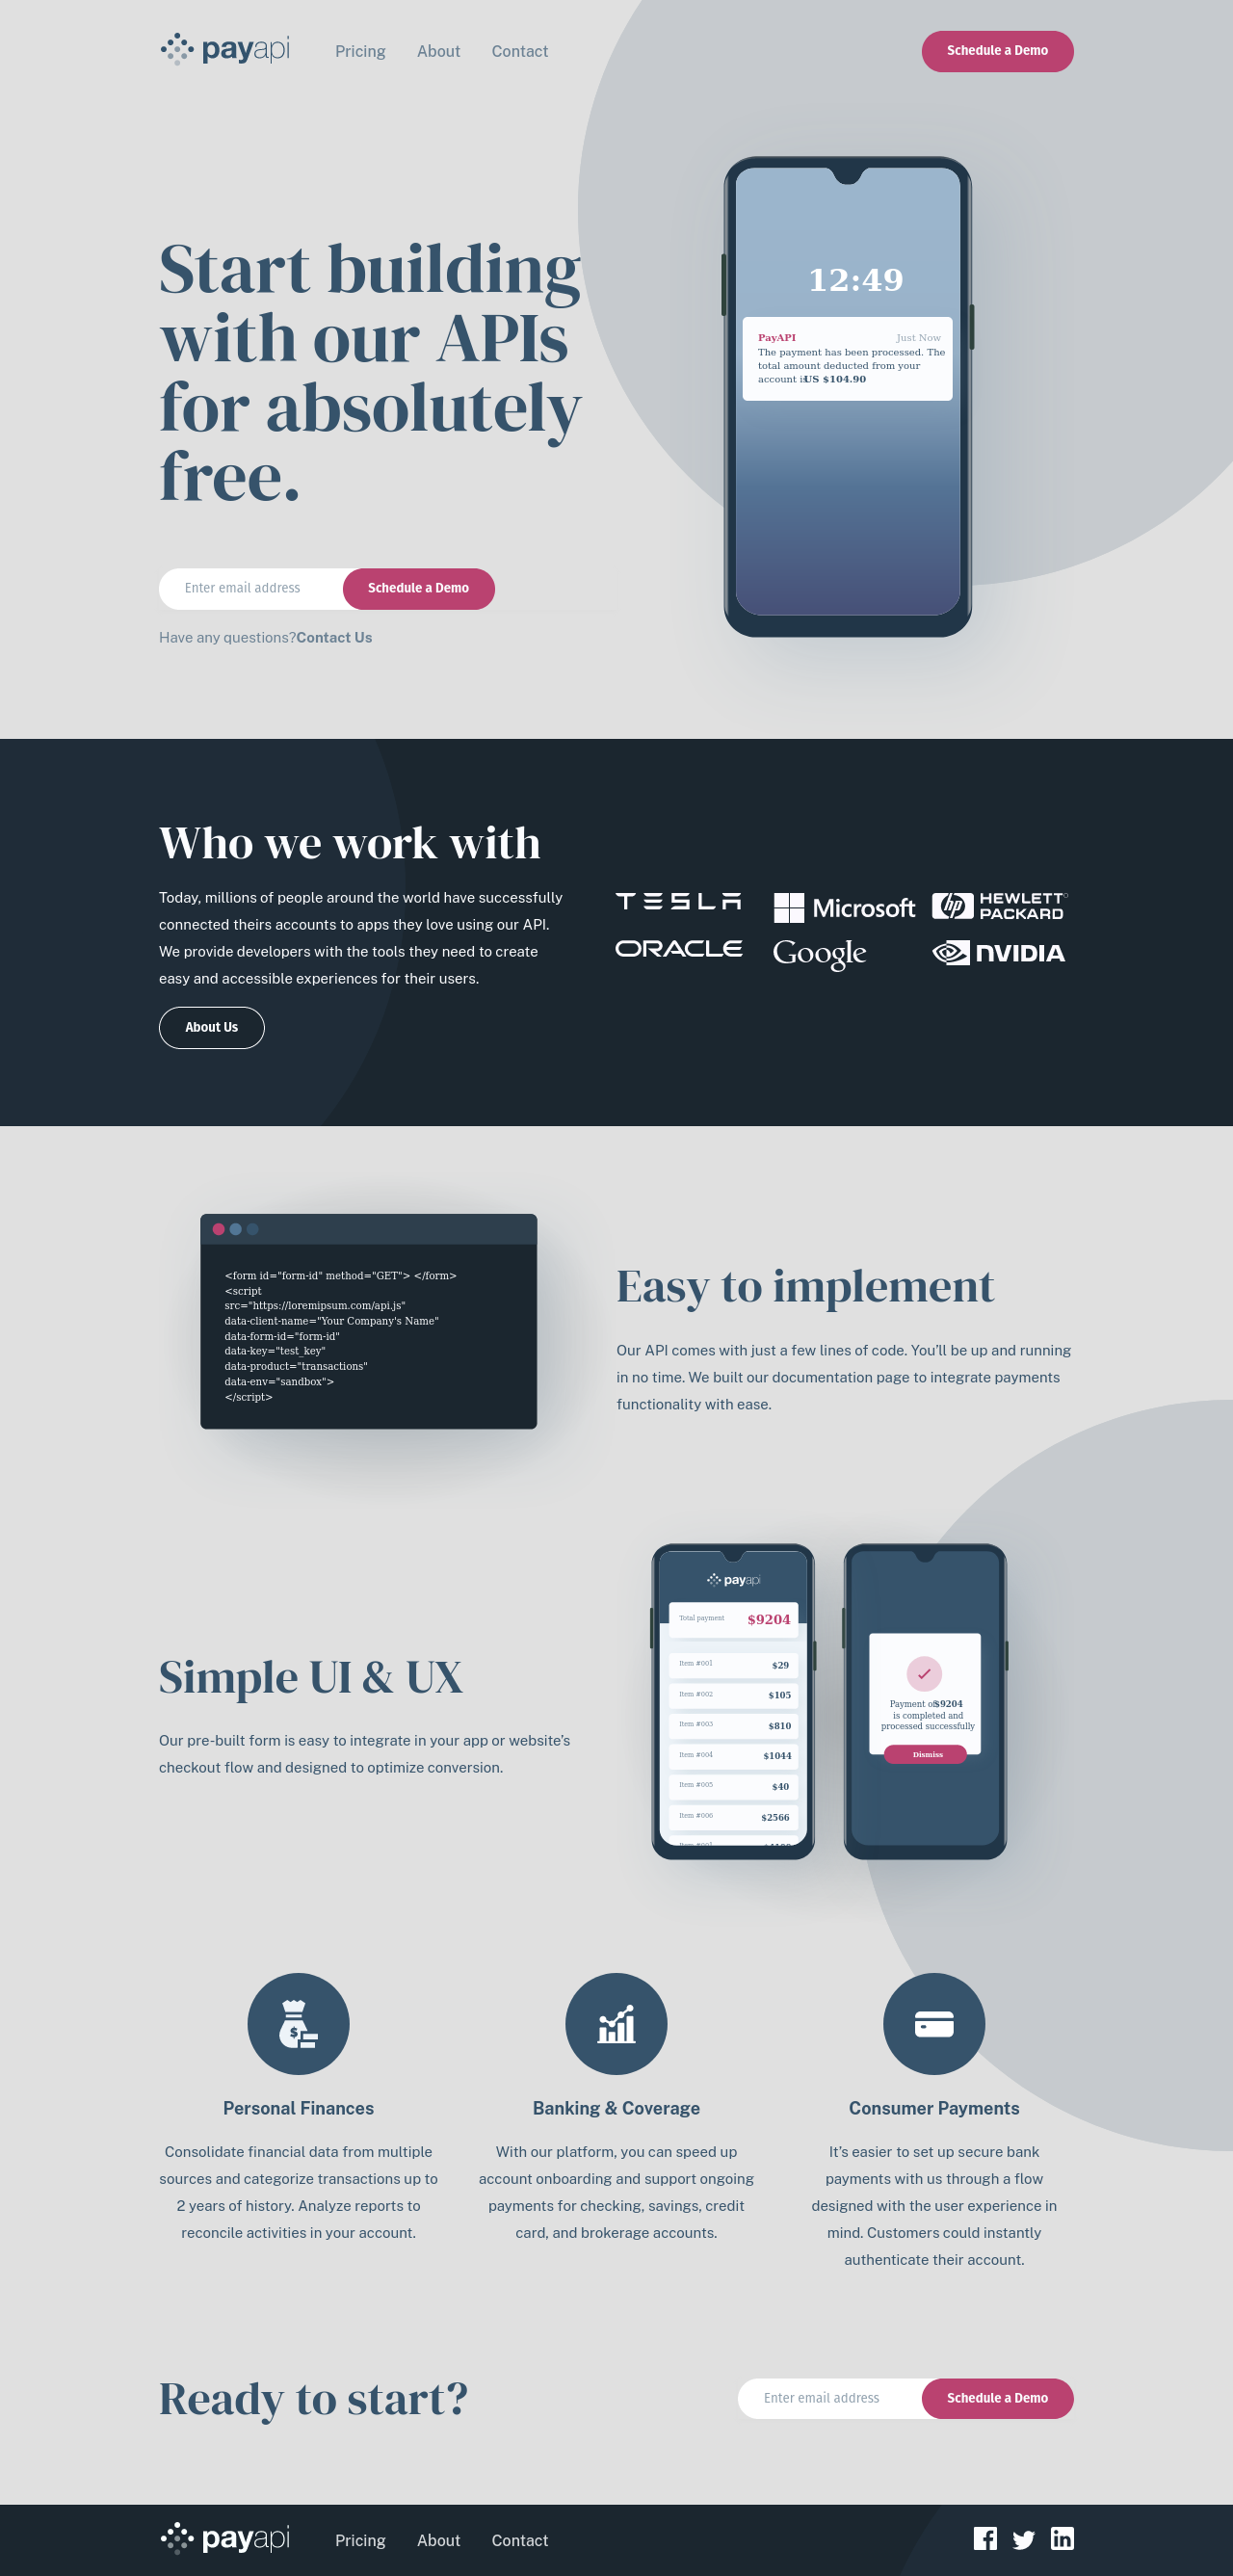 payapi
Pricing
About
Contact
Schedule a Demo
Start building
with our APIs
for absolutely
free.
12:49
PayAPI
Just Now
The payment has been processed. The
total amount deducted from your
account is US $104.90
Enter email address
Schedule a Demo
Have any questions?Contact Us
Who we work with
Today, millions of people around the world have successfully
connected theirs accounts to apps they love using our API.
We provide developers with the tools they need to create
easy and accessible experiences for their users.
About Us
TESLA
Microsoft
hp HEWLETT
PACKARD
ORACLE
Google
NVIDIA
<form id="form-id" method="GET"> </form>
<script
src="https://loremipsum.com/api.js"
data-client-name="Your Company's Name"
data-form-id="form-id"
data-key="test_key"
data-product="transactions"
data-env="sandbox">
</script>
Easy to implement
Our API comes with just a few lines of code. You’ll be up and running
in no time. We built our documentation page to integrate payments
functionality with ease.
Simple UI & UX
Our pre-built form is easy to integrate in your app or website’s
checkout flow and designed to optimize conversion.
payapi
Total payment $9204
Item #001 $29
Item #002 $105
Item #003 $810
Item #004 $1044
Item #005 $40
Item #006 $2566
Payment of $9204
is completed and
processed successfully
Dismiss
Personal Finances
Consolidate financial data from multiple
sources and categorize transactions up to
2 years of history. Analyze reports to
reconcile activities in your account.
Banking & Coverage
With our platform, you can speed up
account onboarding and support ongoing
payments for checking, savings, credit
card, and brokerage accounts.
Consumer Payments
It’s easier to set up secure bank
payments with us through a flow
designed with the user experience in
mind. Customers could instantly
authenticate their account.
Ready to start?
Enter email address
Schedule a Demo
payapi
Pricing
About
Contact